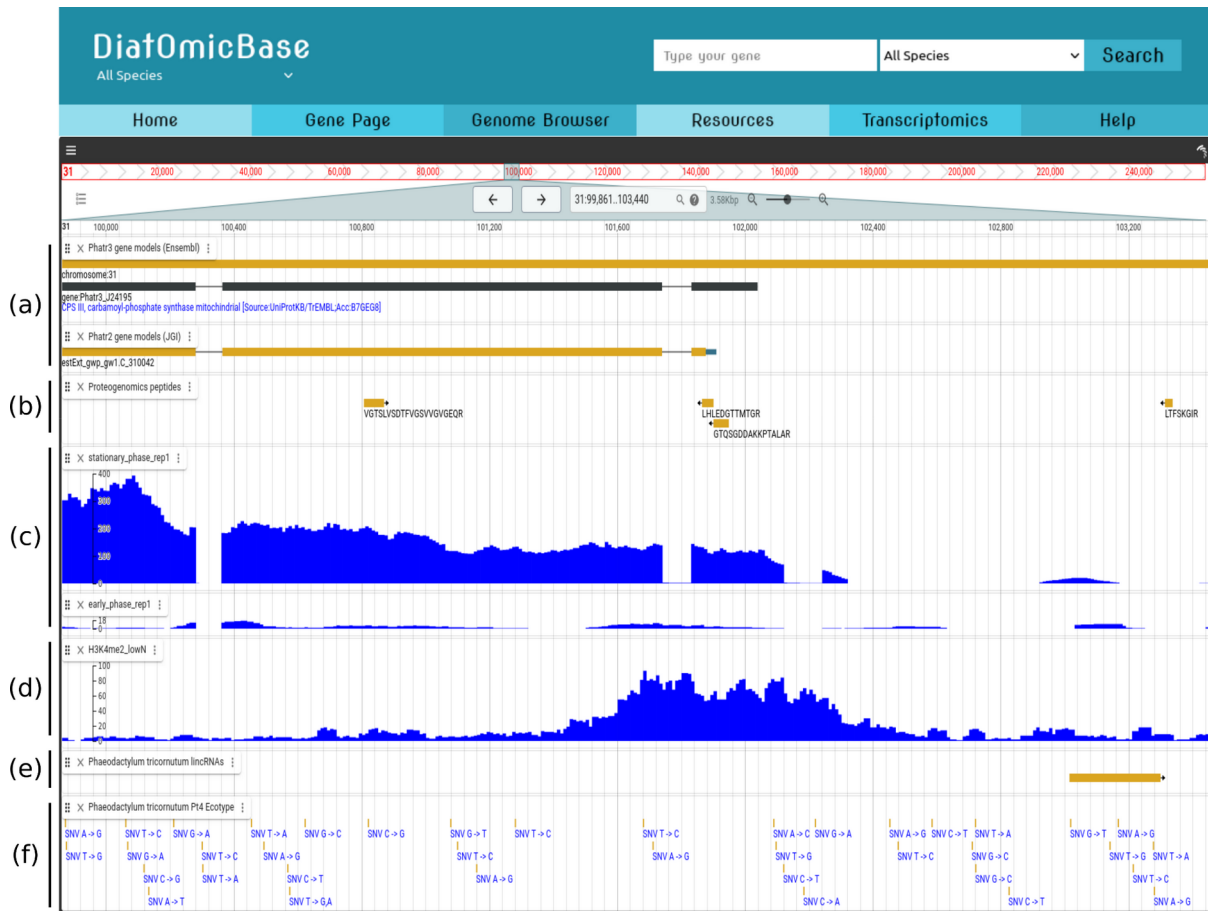 DiatOmicBase
All Species
Type your gene
All Species
Search
Home
Gene Page
Genome Browser
Resources
Transcriptomics
Help
31 20,000 40,000 60,000 80,000 100,000 120,000 140,000 160,000 180,000 200,000 220,000 240,000
31:99,861..103,440
3.58Kbp
31 100,000 100,400 100,800 101,200 101,600 102,000 102,400 102,800 103,200
(a)
Phatr3 gene models (Ensembl)
chromosome:31
gene:Phatr3_J24195
CPS III, carbamoyl-phosphate synthase mitochondrial [Source:UniProtKB/TrEMBL;Acc:B7GEG8]
Phatr2 gene models (JGI)
estExt_gwp_gw1.C_310042
(b)
Proteogenomics peptides
VGTSLVSDTFVGSVVGVGEQR
LHLEDGTTMTGR
LTFSKGIR
GTQSGDDAKKPTALAR
(c)
stationary_phase_rep1
400
300
200
100
0
early_phase_rep1
18
0
(d)
H3K4me2_lowN
100
80
60
40
20
0
(e)
Phaeodactylum tricornutum lincRNAs
(f)
Phaeodactylum tricornutum Pt4 Ecotype
SNV A -> G SNV T -> C SNV G -> A SNV T -> A SNV G -> C SNV C -> G SNV G -> T SNV T -> C SNV T -> C SNV A -> C SNV G -> A SNV A -> G SNV C -> T SNV T -> A SNV G -> T SNV A -> G
SNV T -> G SNV G -> A SNV T -> C SNV A -> G SNV T -> C SNV A -> G SNV T -> G SNV T -> C SNV G -> C SNV T -> G SNV T -> A
SNV C -> G SNV T -> A SNV C -> T SNV A -> G SNV C -> T SNV G -> C SNV T -> C
SNV A -> T SNV T -> G,A SNV C -> A SNV C -> T SNV A -> G